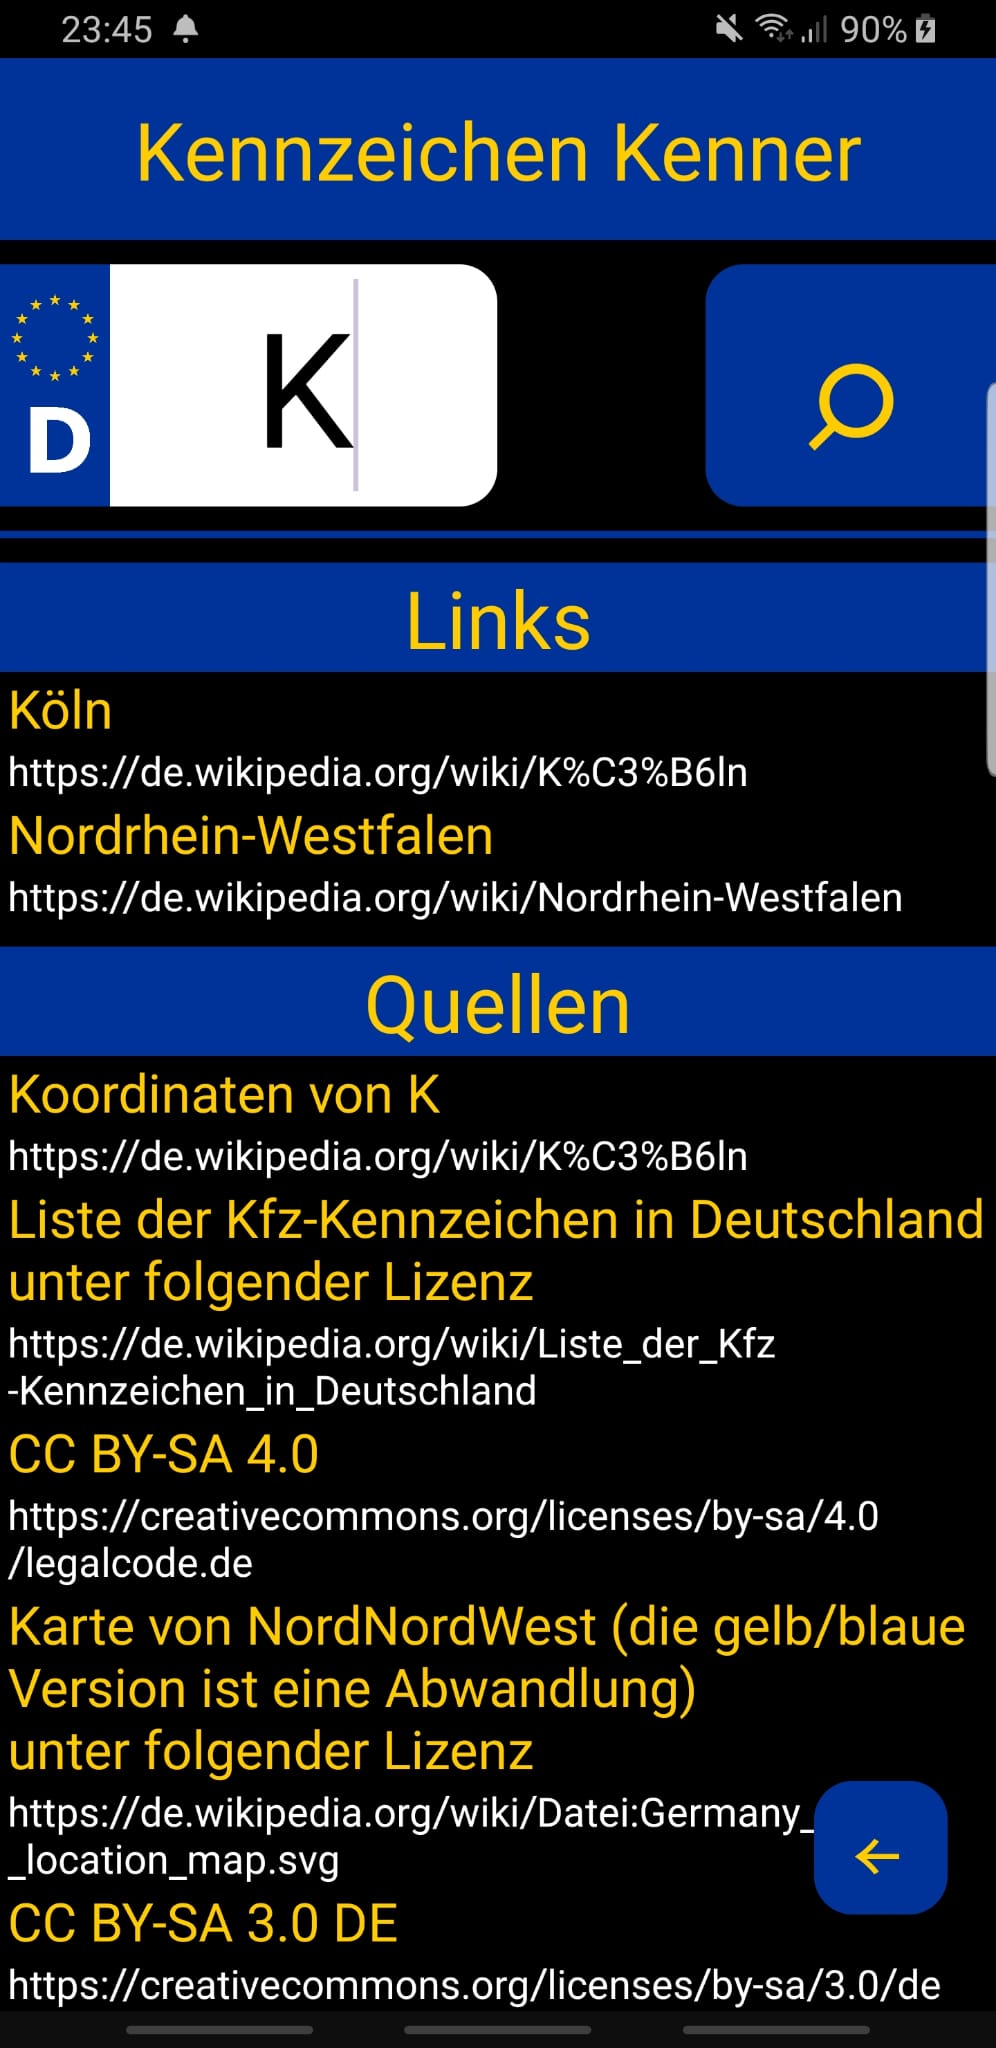 23:45
90%
Kennzeichen Kenner
D
K
Links
Köln
https://de.wikipedia.org/wiki/K%C3%B6ln
Nordrhein-Westfalen
https://de.wikipedia.org/wiki/Nordrhein-Westfalen
Quellen
Koordinaten von K
https://de.wikipedia.org/wiki/K%C3%B6ln
Liste der Kfz-Kennzeichen in Deutschland
unter folgender Lizenz
https://de.wikipedia.org/wiki/Liste_der_Kfz
-Kennzeichen_in_Deutschland
CC BY-SA 4.0
https://creativecommons.org/licenses/by-sa/4.0
/legalcode.de
Karte von NordNordWest (die gelb/blaue
Version ist eine Abwandlung)
unter folgender Lizenz
https://de.wikipedia.org/wiki/Datei:Germany_
_location_map.svg
CC BY-SA 3.0 DE
https://creativecommons.org/licenses/by-sa/3.0/de